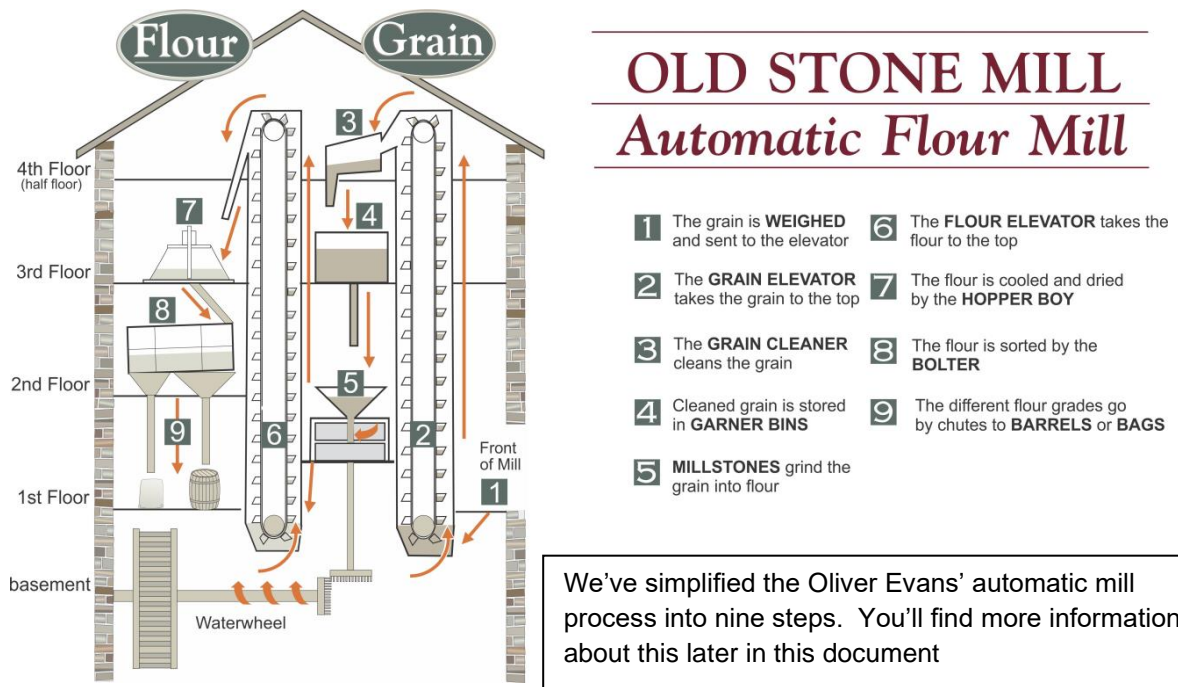 Flour
Grain
OLD STONE MILL
Automatic Flour Mill
4th Floor
(half floor)
3rd Floor
2nd Floor
1st Floor
basement
3
7
4
8
5
9
6
2
Front
of Mill
1
Waterwheel
1 The grain is WEIGHED
and sent to the elevator
2 The GRAIN ELEVATOR
takes the grain to the top
3 The GRAIN CLEANER
cleans the grain
4 Cleaned grain is stored
in GARNER BINS
5 MILLSTONES grind the
grain into flour
6 The FLOUR ELEVATOR takes the
flour to the top
7 The flour is cooled and dried
by the HOPPER BOY
8 The flour is sorted by the
BOLTER
9 The different flour grades go
by chutes to BARRELS or BAGS
We’ve simplified the Oliver Evans’ automatic mill
process into nine steps.  You’ll find more information
about this later in this document